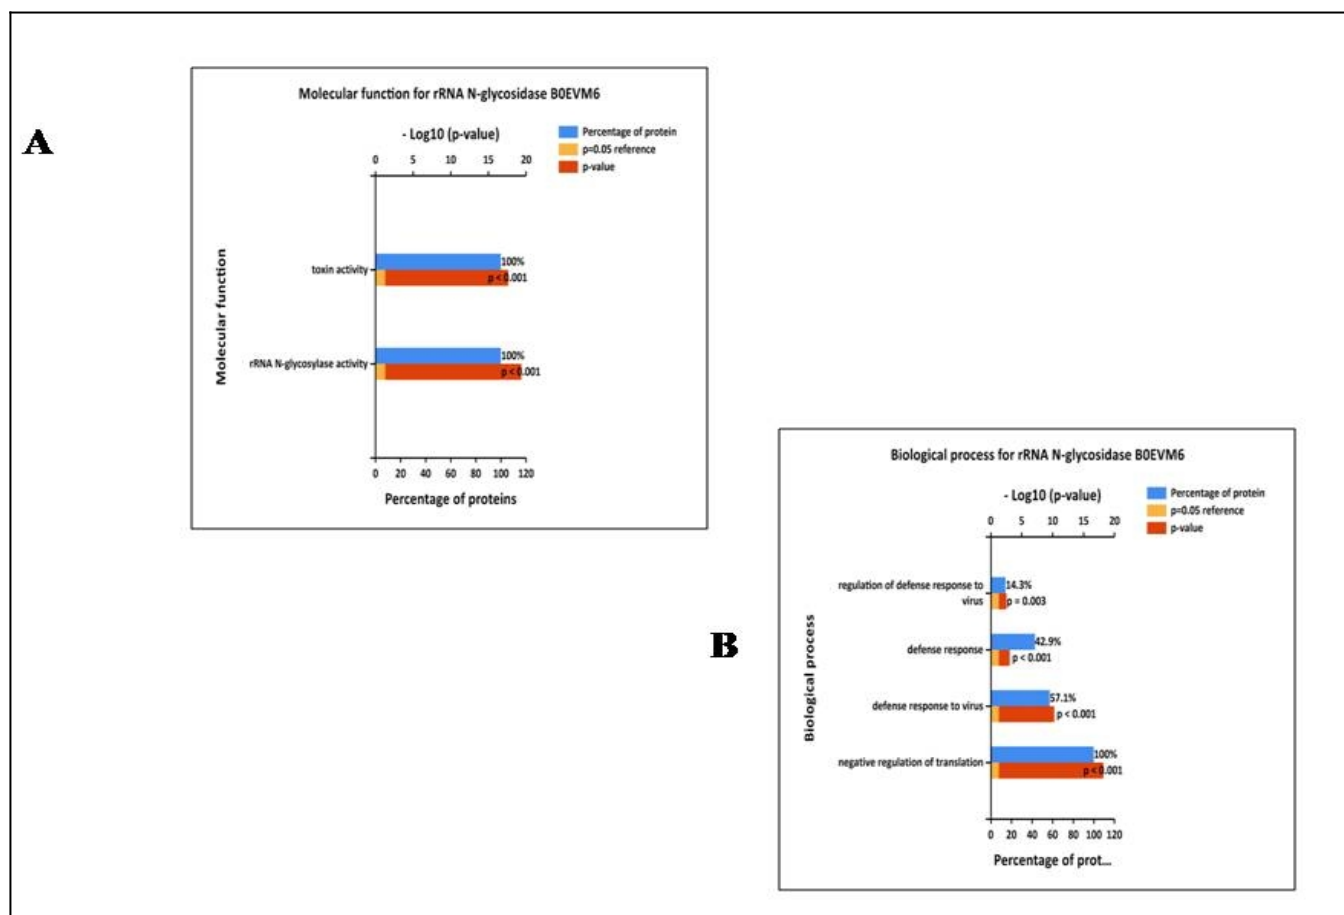 A
Molecular function for rRNA N-glycosidase B0EVM6
- Log10 (p-value)
Percentage of protein
p=0.05 reference
p-value
0 5 10 15 20
Molecular function
toxin activity
100%
p < 0.001
rRNA N-glycosylase activity
100%
p < 0.001
0 20 40 60 80 100 120
Percentage of proteins
B
Biological process for rRNA N-glycosidase B0EVM6
- Log10 (p-value)
Percentage of protein
p=0.05 reference
p-value
0 5 10 15 20
Biological process
regulation of defense response to
virus
14.3%
p = 0.003
defense response
42.9%
p < 0.001
defense response to virus
57.1%
p < 0.001
negative regulation of translation
100%
p < 0.001
0 20 40 60 80 100 120
Percentage of prot...